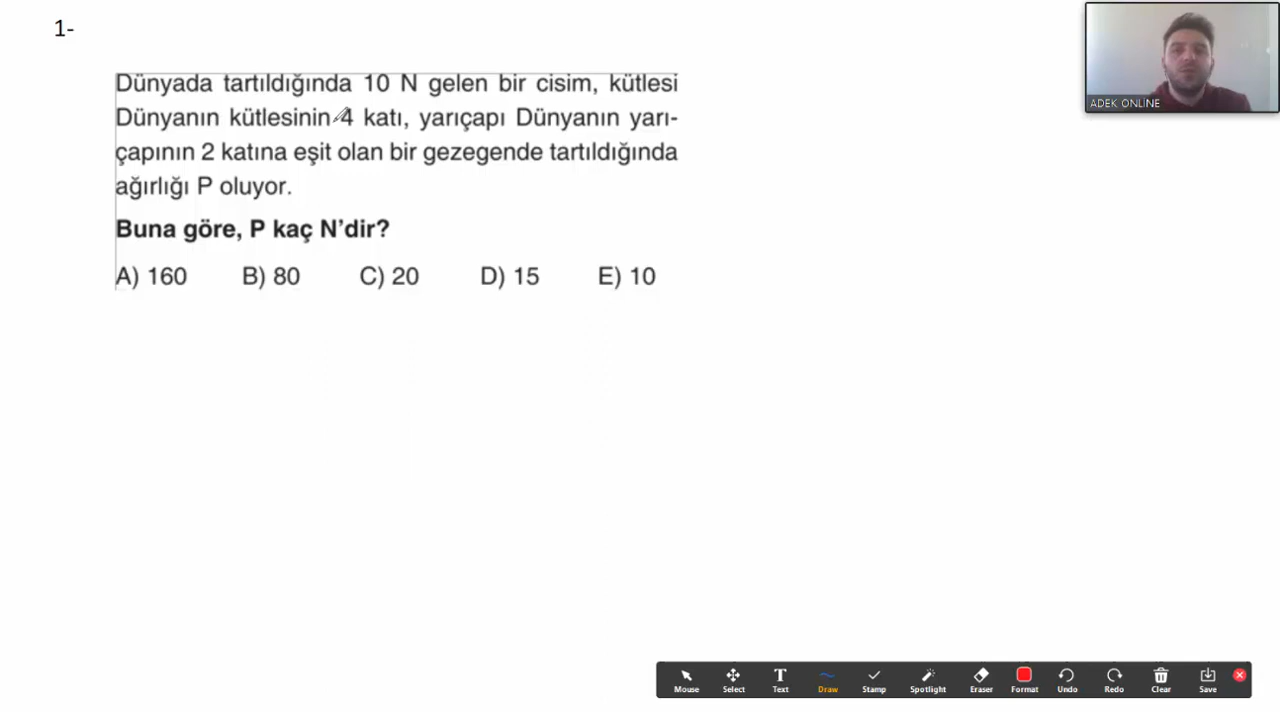 1-
Dünyada tartıldığında 10 N gelen bir cisim, kütlesi
Dünyanın kütlesinin 4 katı, yarıçapı Dünyanın yarı-
çapının 2 katına eşit olan bir gezegende tartıldığında
ağırlığı P oluyor.
Buna göre, P kaç N'dir?
A) 160 B) 80 C) 20 D) 15 E) 10
ADEK ONLİNE
Mouse Select Text Draw Stamp Spotlight Eraser Format Undo Redo Clear Save